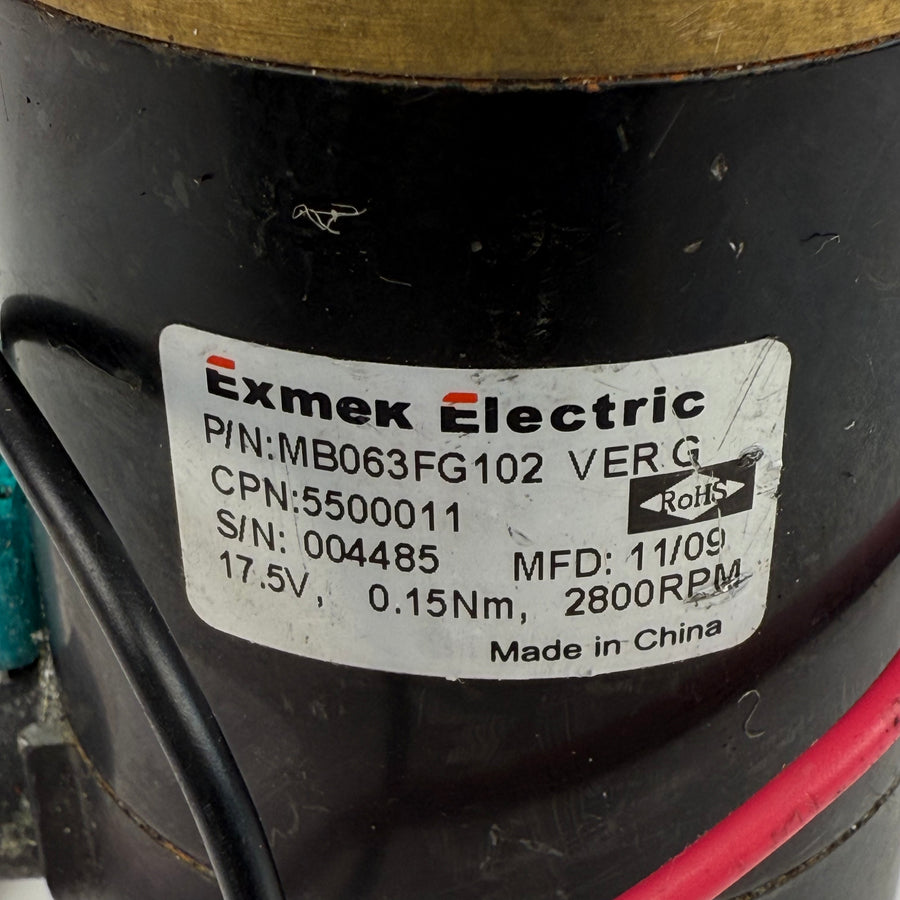 Exmek Electric
P/N:MB063FG102 VER G
CPN:5500011
RoHS
S/N: 004485 MFD: 11/09
17.5V, 0.15Nm, 2800RPM
Made in China